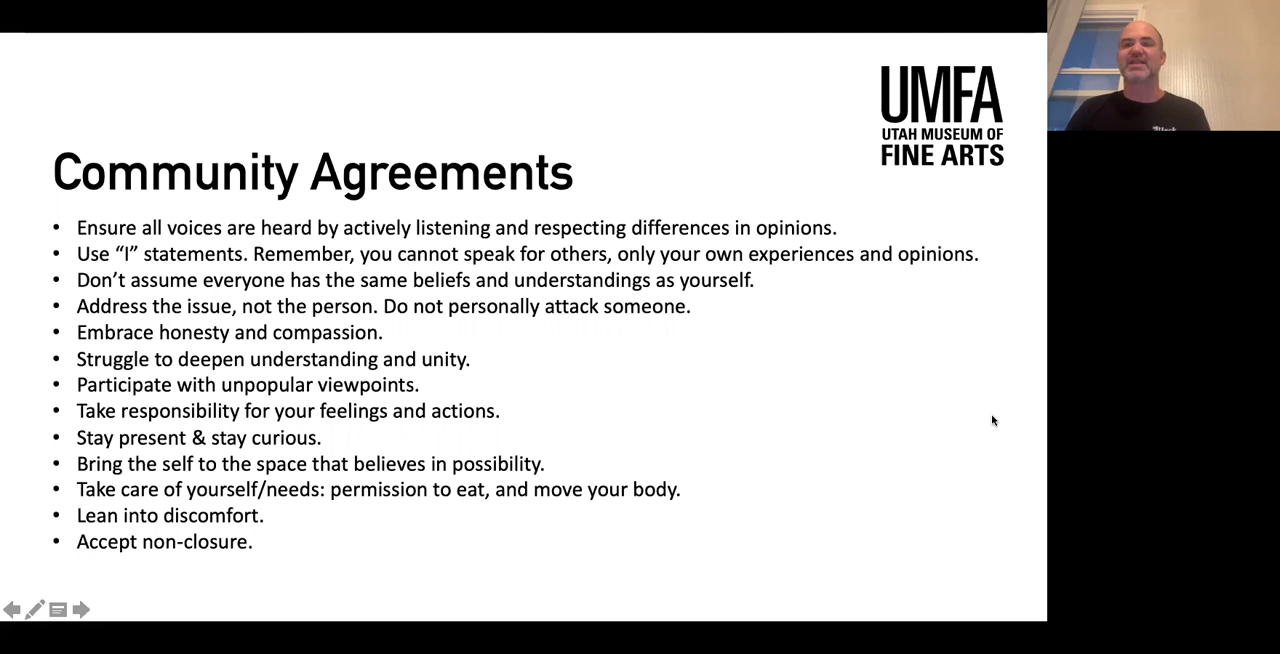 UMFA
UTAH MUSEUM OF
FINE ARTS
Community Agreements
• Ensure all voices are heard by actively listening and respecting differences in opinions.
• Use “I” statements. Remember, you cannot speak for others, only your own experiences and opinions.
• Don’t assume everyone has the same beliefs and understandings as yourself.
• Address the issue, not the person. Do not personally attack someone.
• Embrace honesty and compassion.
• Struggle to deepen understanding and unity.
• Participate with unpopular viewpoints.
• Take responsibility for your feelings and actions.
• Stay present & stay curious.
• Bring the self to the space that believes in possibility.
• Take care of yourself/needs: permission to eat, and move your body.
• Lean into discomfort.
• Accept non-closure.